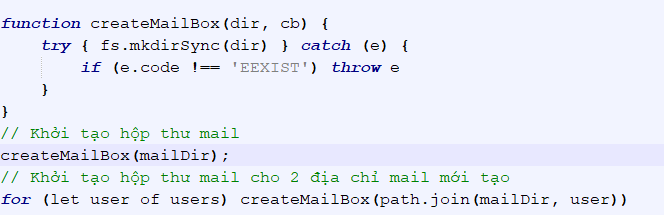 function createMailBox(dir, cb) {
    try { fs.mkdirSync(dir) } catch (e) {
        if (e.code !== 'EEXIST') throw e
    }
}
// Khởi tạo hộp thư mail
createMailBox(mailDir);
// Khởi tạo hộp thư mail cho 2 địa chỉ mail mới tạo
for (let user of users) createMailBox(path.join(mailDir, user))